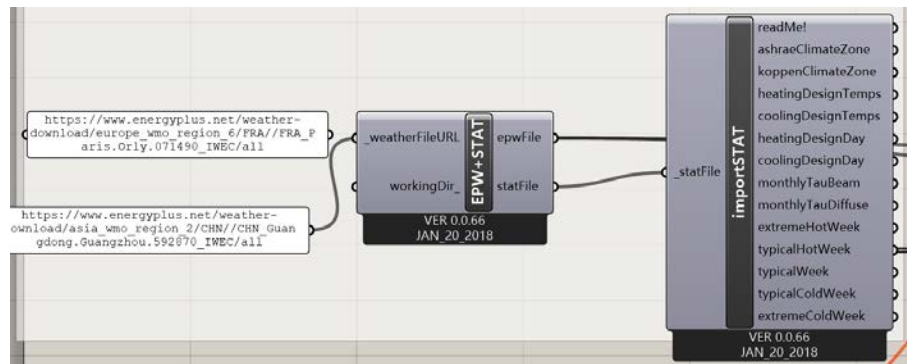 https://www.energyplus.net/weather-
download/europe_wmo_region_6/FRA//FRA_P
aris.Orly.071490_IWEC/all
https://www.energyplus.net/weather-
ownload/asia_wmo_region_2/CHN//CHN_Guan
gdong.Guangzhou.592870_IWEC/all
_weatherFileURL
workingDir_
EPW+STAT
epwFile
statFile
VER 0.0.66
JAN_20_2018
_statFile
importSTAT
readMe!
ashraeClimateZone
koppenClimateZone
heatingDesignTemps
coolingDesignTemps
heatingDesignDay
coolingDesignDay
monthlyTauBeam
monthlyTauDiffuse
extremeHotWeek
typicalHotWeek
typicalWeek
typicalColdWeek
extremeColdWeek
VER 0.0.66
JAN_20_2018